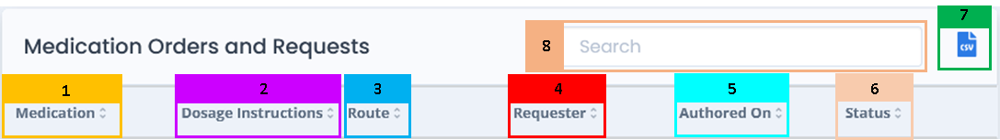 7
Medication Orders and Requests
8 Search
CSV
1 2 3 4 5 6
Medication Dosage Instructions Route Requester Authored On Status